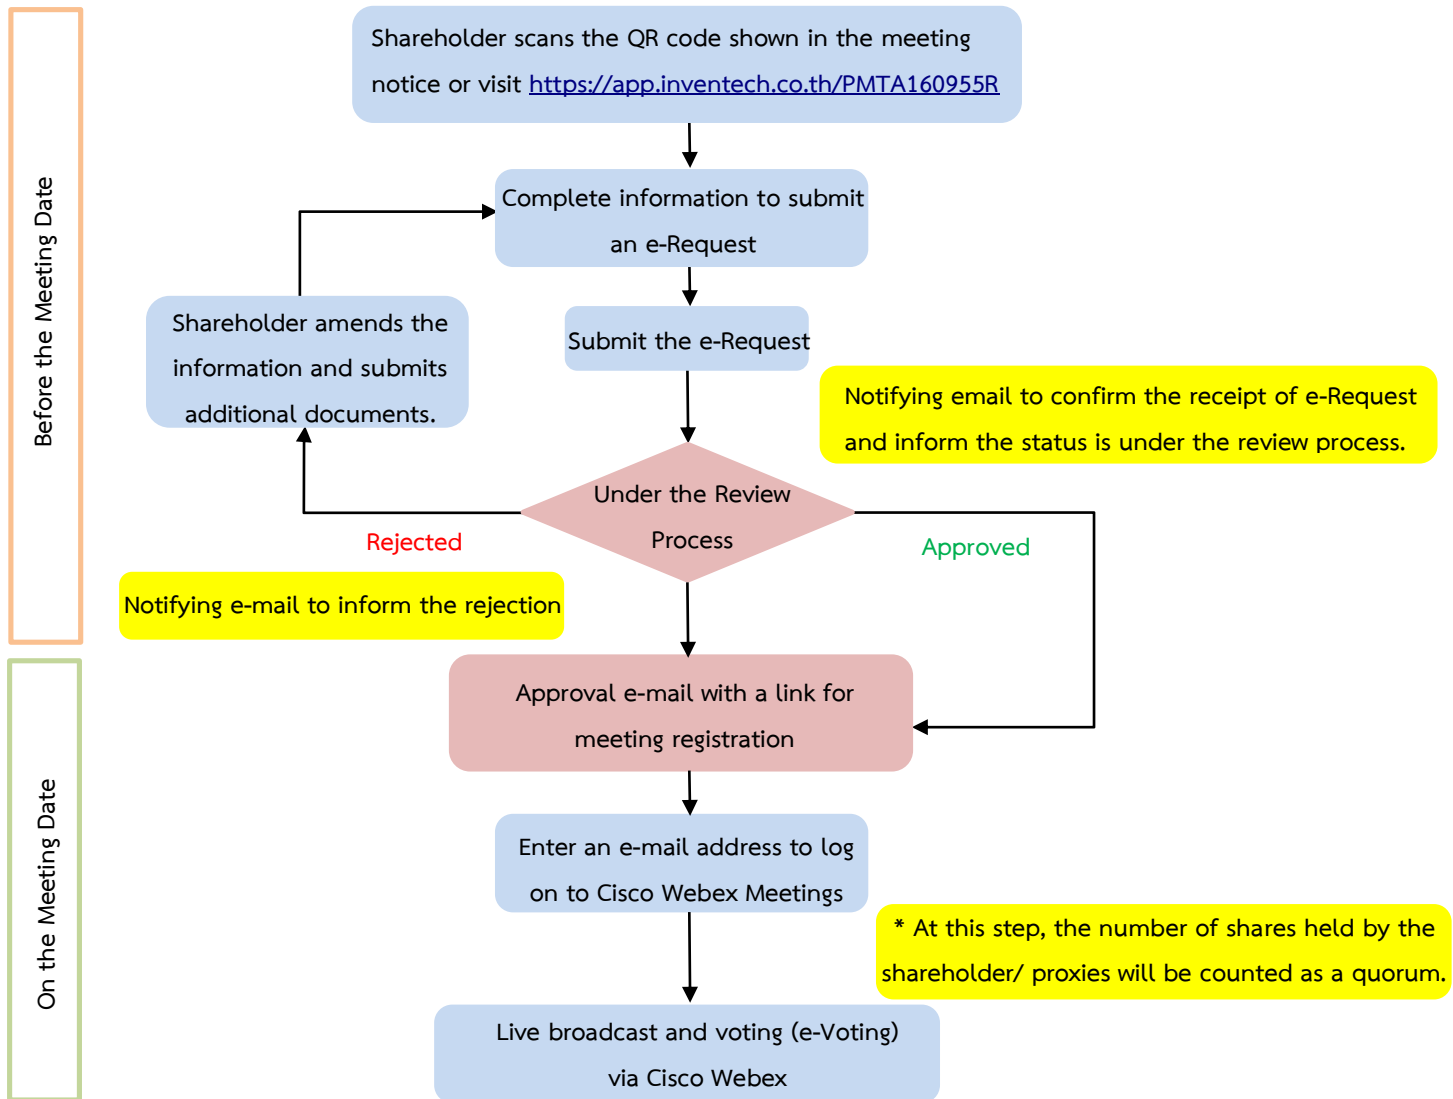 Before the Meeting Date
Shareholder scans the QR code shown in the meeting
notice or visit https://app.inventech.co.th/PMTA160955R
Complete information to submit
an e-Request
Shareholder amends the
information and submits
additional documents.
Submit the e-Request
Notifying email to confirm the receipt of e-Request
and inform the status is under the review process.
Under the Review
Process
Rejected
Approved
Notifying e-mail to inform the rejection
On the Meeting Date
Approval e-mail with a link for
meeting registration
Enter an e-mail address to log
on to Cisco Webex Meetings
* At this step, the number of shares held by the
shareholder/ proxies will be counted as a quorum.
Live broadcast and voting (e-Voting)
via Cisco Webex